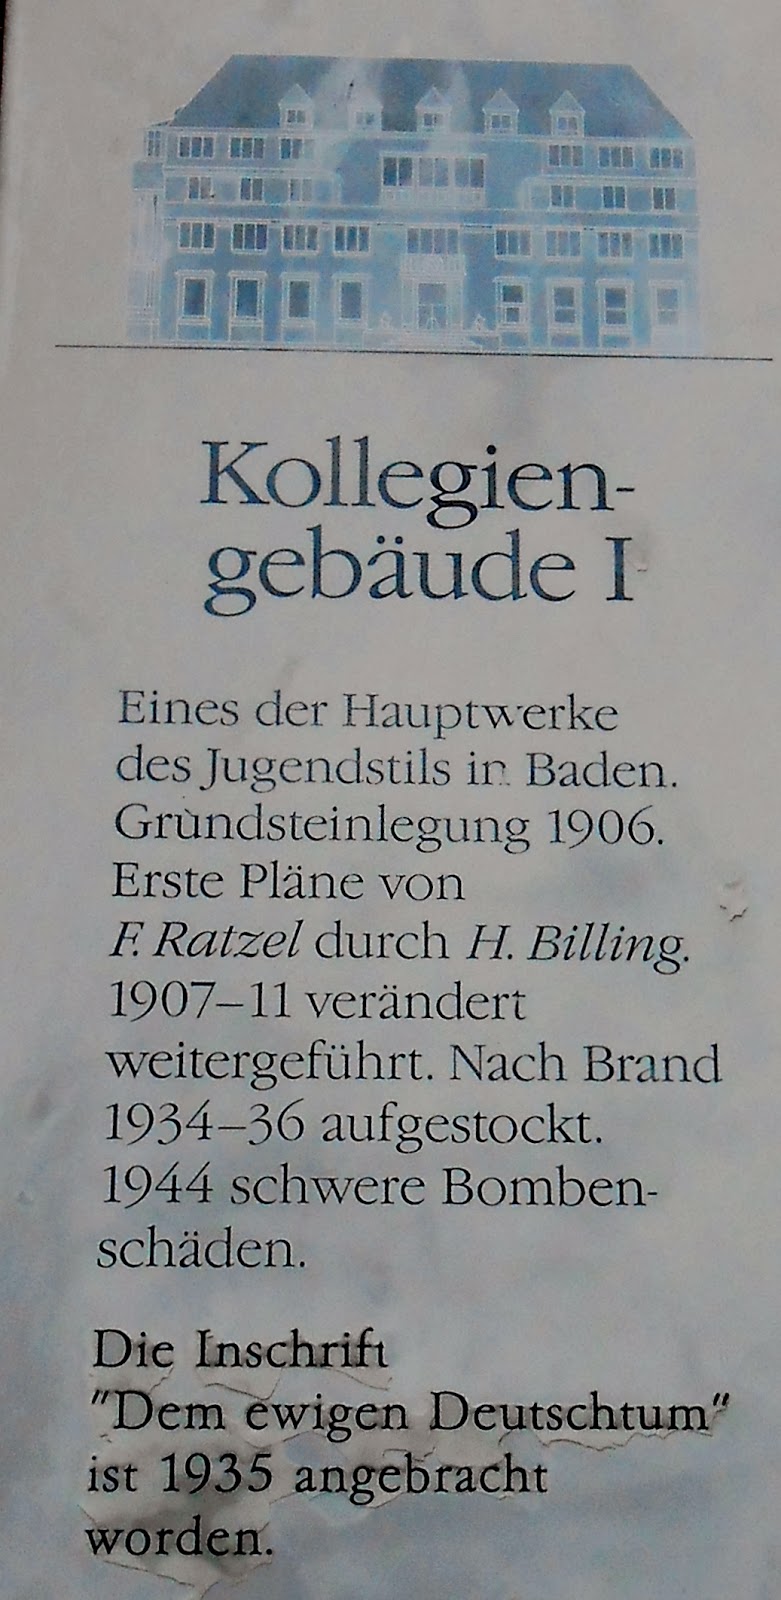 Kollegien-
gebäude I
Eines der Hauptwerke
des Jugendstils in Baden.
Grundsteinlegung 1906.
Erste Pläne von
F. Ratzel durch H. Billing.
1907–11 verändert
weitergeführt. Nach Brand
1934–36 aufgestockt.
1944 schwere Bomben-
schäden.
Die Inschrift
"Dem ewigen Deutschtum"
ist 1935 angebracht
worden.